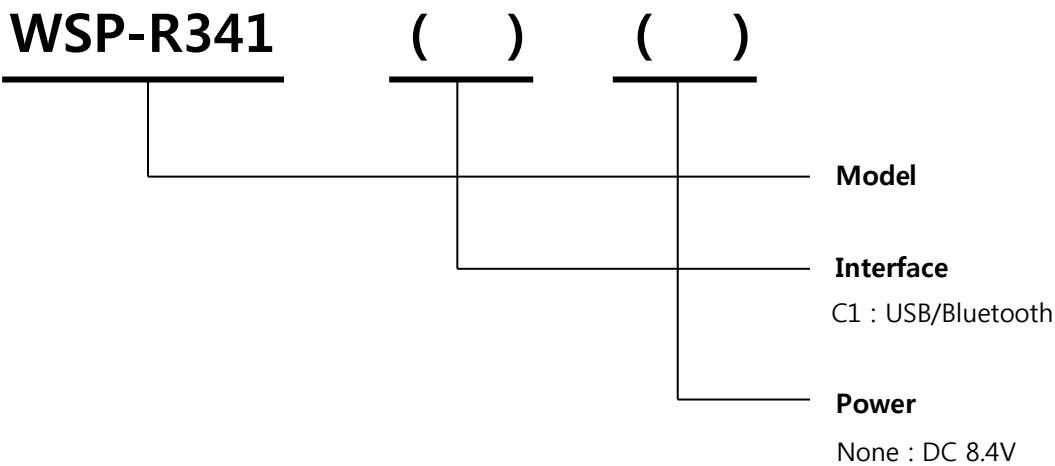 WSP-R341 ( ) ( )
Model
Interface
C1 : USB/Bluetooth
Power
None : DC 8.4V